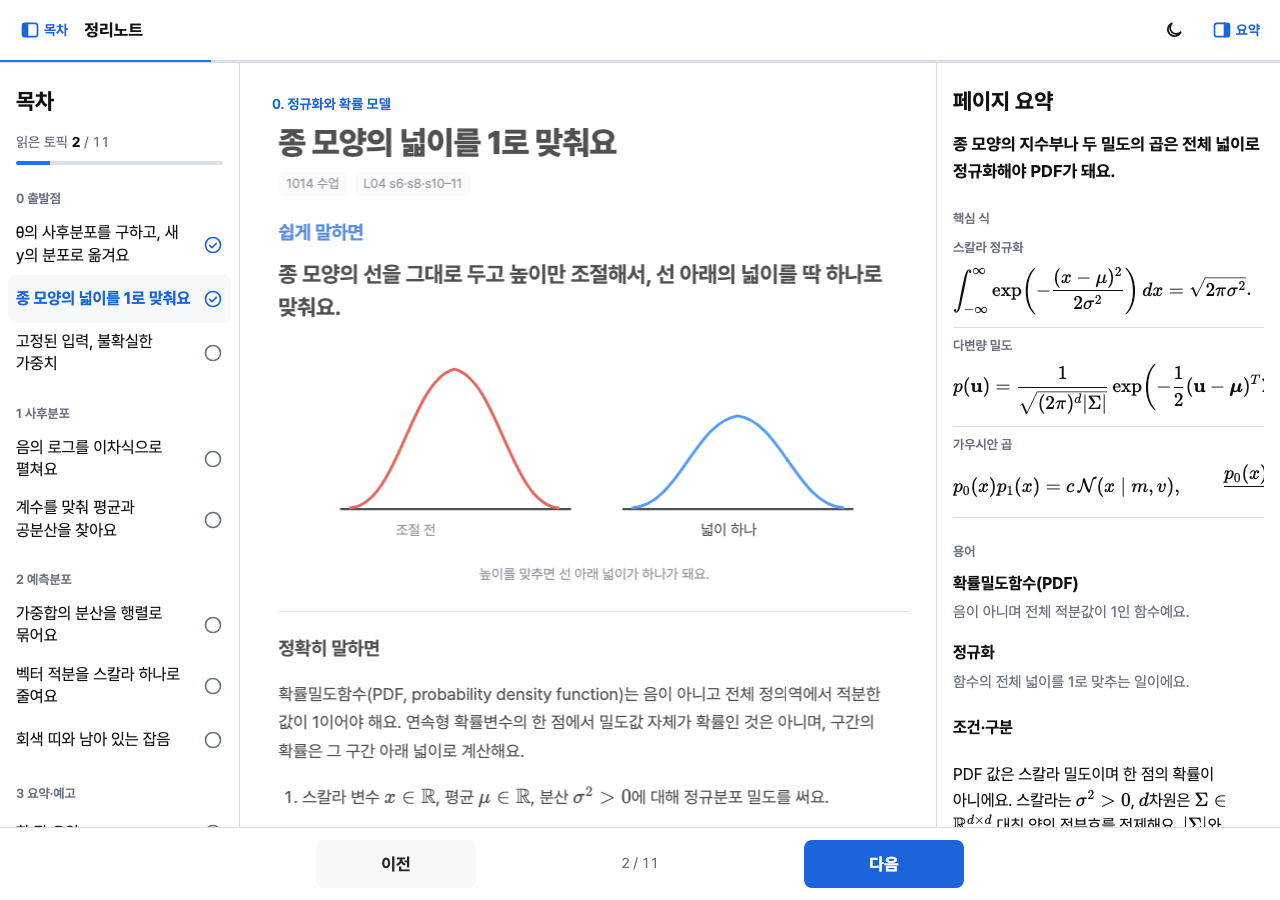 목차
정리노트
요약
목차
읽은 토픽 2 / 11
0 출발점
θ의 사후분포를 구하고, 새
y의 분포로 옮겨요
종 모양의 넓이를 1로 맞춰요
고정된 입력, 불확실한
가중치
1 사후분포
음의 로그를 이차식으로
펼쳐요
계수를 맞춰 평균과
공분산을 찾아요
2 예측분포
가중합의 분산을 행렬로
묶어요
벡터 적분을 스칼라 하나로
줄여요
회색 띠와 남아 있는 잡음
3 요약·예고
0. 정규화와 확률 모델
종 모양의 넓이를 1로 맞춰요
1014 수업
L04 s6·s8·s10–11
쉽게 말하면
종 모양의 선을 그대로 두고 높이만 조절해서, 선 아래의 넓이를 딱 하나로
맞춰요.
조절 전
넓이 하나
높이를 맞추면 선 아래 넓이가 하나가 돼요.
정확히 말하면
확률밀도함수(PDF, probability density function)는 음이 아니고 전체 정의역에서 적분한
값이 1이어야 해요. 연속형 확률변수의 한 점에서 밀도값 자체가 확률인 것은 아니며, 구간의
확률은 그 구간 아래 넓이로 계산해요.
1. 스칼라 변수 x ∈ ℝ, 평균 μ ∈ ℝ, 분산 σ² > 0에 대해 정규분포 밀도를 써요.
페이지 요약
종 모양의 지수부나 두 밀도의 곱은 전체 넓이로
정규화해야 PDF가 돼요.
핵심 식
스칼라 정규화
∫_{-∞}^{∞} exp(−(x − μ)²/2σ²) dx = √(2πσ²).
다변량 밀도
p(u) = 1/√((2π)^d|Σ|) exp(−1/2(u − μ)^T
가우시안 곱
p₀(x)p₁(x) = c𝒩(x | m, v), p₀(x)
용어
확률밀도함수(PDF)
음이 아니며 전체 적분값이 1인 함수예요.
정규화
함수의 전체 넓이를 1로 맞추는 일이에요.
조건·구분
PDF 값은 스칼라 밀도이며 한 점의 확률이
아니에요. 스칼라는 σ² > 0, d차원은 Σ ∈
ℝ^{d×d} 대칭 양의 정부호를 전제해요. |Σ|와
이전
2 / 11
다음